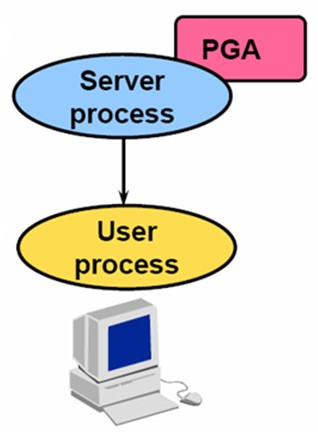 PGA
Server
process
User
process